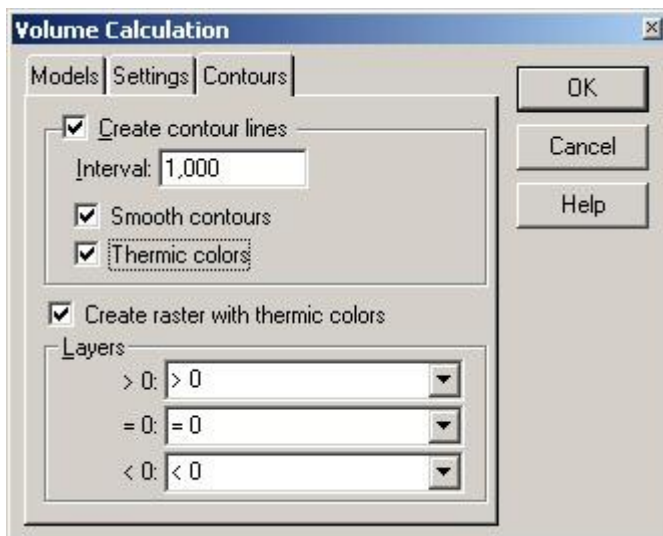 Volume Calculation
Models Settings Contours
OK
Cancel
Help
Create contour lines
Interval: 1,000
Smooth contours
Thermic colors
Create raster with thermic colors
Layers
> 0: > 0
= 0: = 0
< 0: < 0